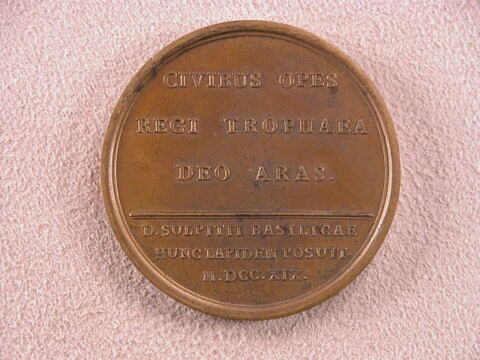 CIVIBUS OPES
REGI TROPHAEA
DEO ARAS.
D. SULPITII BASILICAE
HUNC LAPIDEM POSUIT.
M.DCC.XIX.